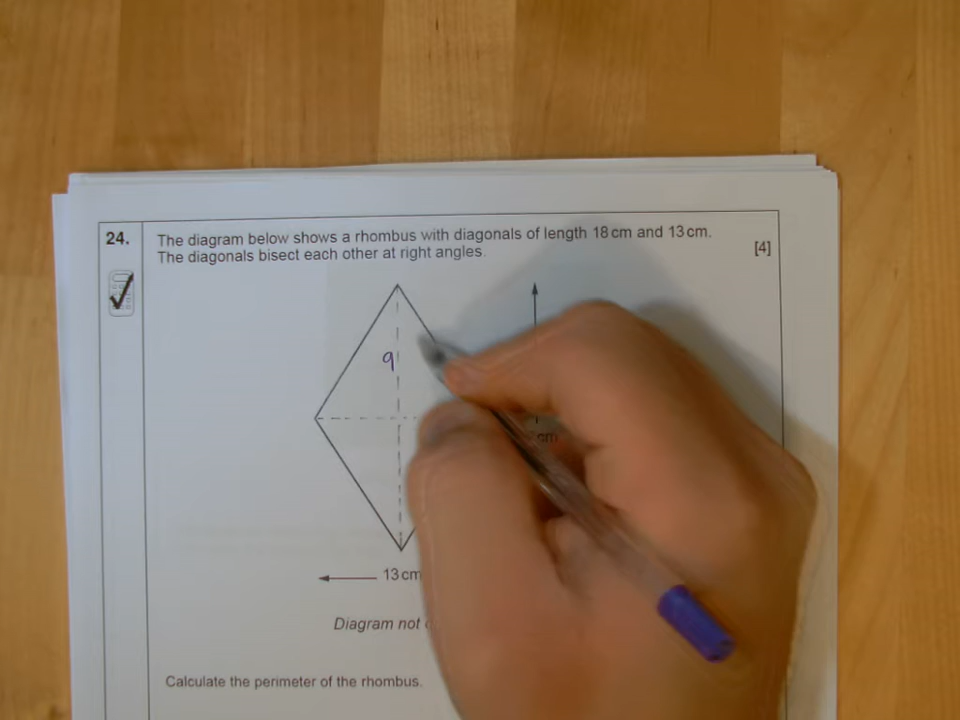 24.
The diagram below shows a rhombus with diagonals of length 18 cm and 13 cm.
[4]
The diagonals bisect each other at right angles.
9
cm
13 cm
Diagram not
Calculate the perimeter of the rhombus.